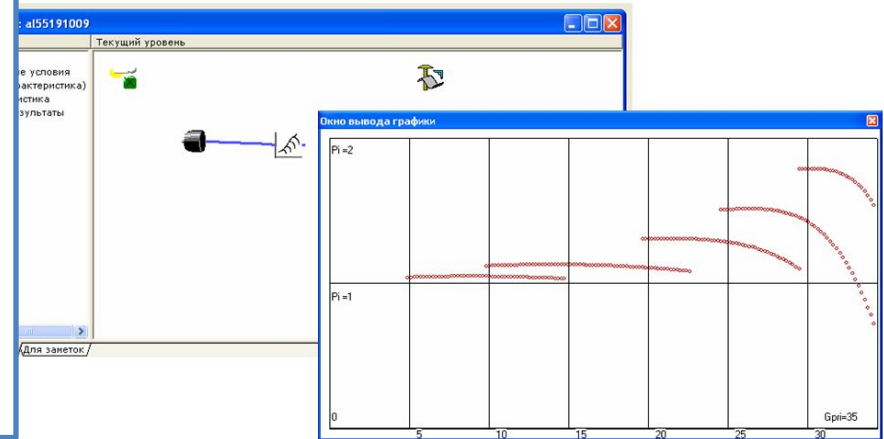 : al55191009
Текущий уровень
е условия
рактеристика)
истика
зультаты
Для заметок
Окно вывода графики
Pi =2
Pi =1
0
Gpri=35
5 10 15 20 25 30